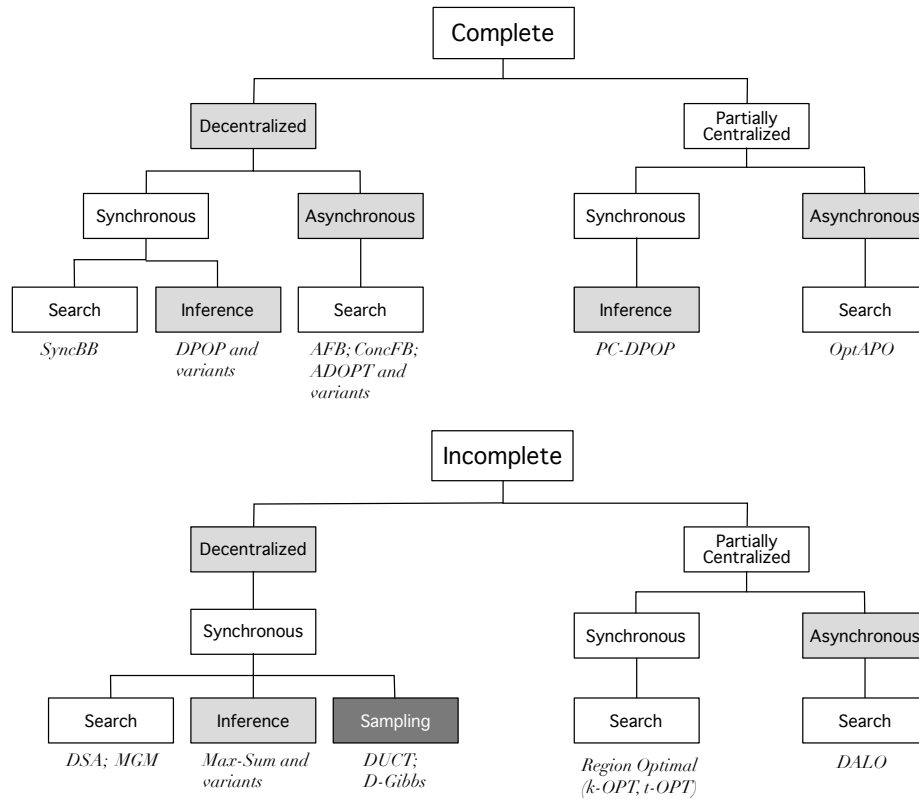 Complete
Decentralized
Partially
Centralized
Synchronous
Asynchronous
Synchronous
Asynchronous
Search
Inference
Search
Inference
Search
SyncBB
DPOP and
variants
AFB; ConcFB;
ADOPT and
variants
PC-DPOP
OptAPO
Incomplete
Decentralized
Partially
Centralized
Synchronous
Synchronous
Asynchronous
Search
Inference
Sampling
Search
Search
DSA; MGM
Max-Sum and
variants
DUCT;
D-Gibbs
Region Optimal
(k-OPT, t-OPT)
DALO